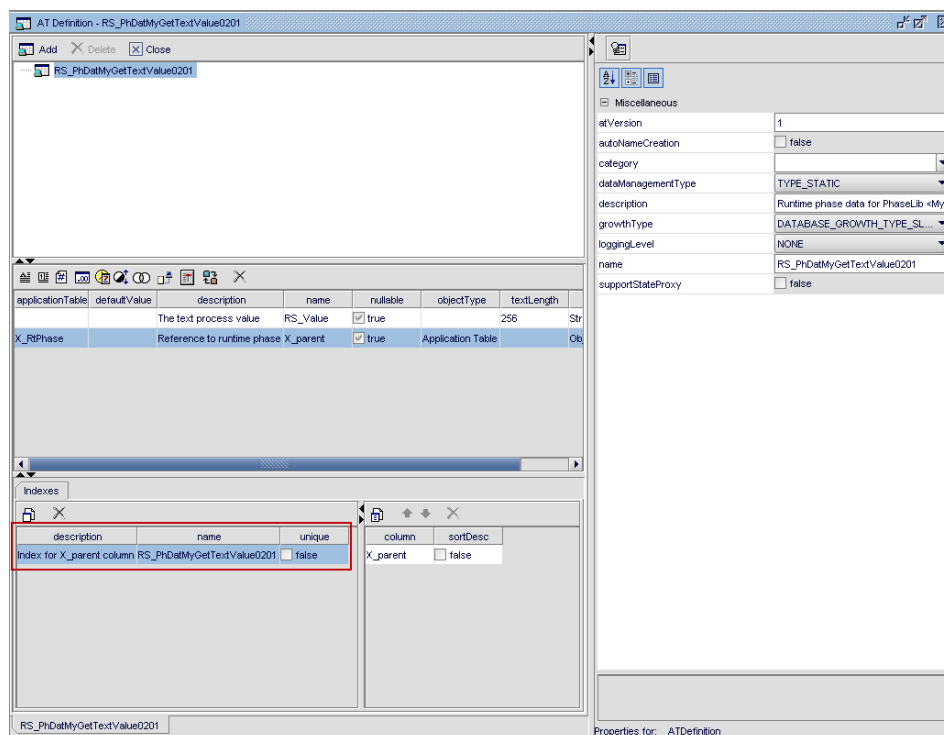 AT Definition - RS_PhDatMyGetTextValue0201
Add Delete Close
RS_PhDatMyGetTextValue0201
applicationTable defaultValue description name nullable objectType textLength
The text process value RS_Value true 256 Str
X_RtPhase Reference to runtime phase X_parent true Application Table Obj
Indexes
description name unique
Index for X_parent column RS_PhDatMyGetTextValue0201 false
column sortDesc
X_parent false
RS_PhDatMyGetTextValue0201
Miscellaneous
atVersion 1
autoNameCreation false
category
dataManagementType TYPE_STATIC
description Runtime phase data for PhaseLib <My
growthType DATABASE_GROWTH_TYPE_SL...
loggingLevel NONE
name RS_PhDatMyGetTextValue0201
supportStateProxy false
Properties for: ATDefinition